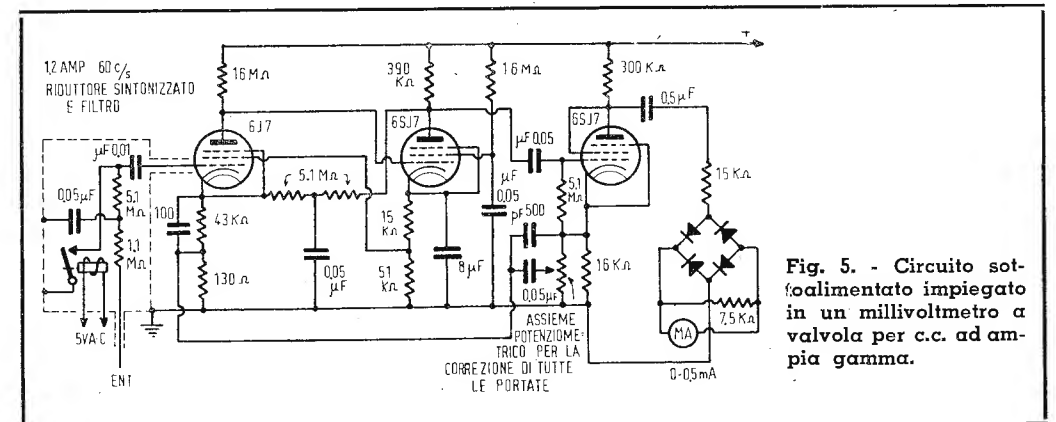 1,2 AMP 60 c/s
RIDUTTORE SINTONIZZATO
E FILTRO
16 MΩ
390
KΩ
1 6 MΩ
300 KΩ
+
0,5 µF
6J7
6SJ7
6SJ7
µF 0,01
µF 0,05
15 KΩ
0,05 µF
5,1
MΩ
5.1 MΩ
µF
0,05
5,1
MΩ
100
43 KΩ
15
KΩ
pF 500
1,1
MΩ
130 Ω
0,05
µF
51
KΩ
8 µF
0,05 µF
16 KΩ
7,5 KΩ
MA
5V A.C
ENT
ASSIEME
POTENZIOME-
TRICO PER LA
CORREZIONE DI TUTTE
LE PORTATE
0-0,5 mA
Fig. 5. - Circuito sot-
toalimentato impiegato
in un millivoltmetro a
valvola per c.c. ad am-
pia gamma.